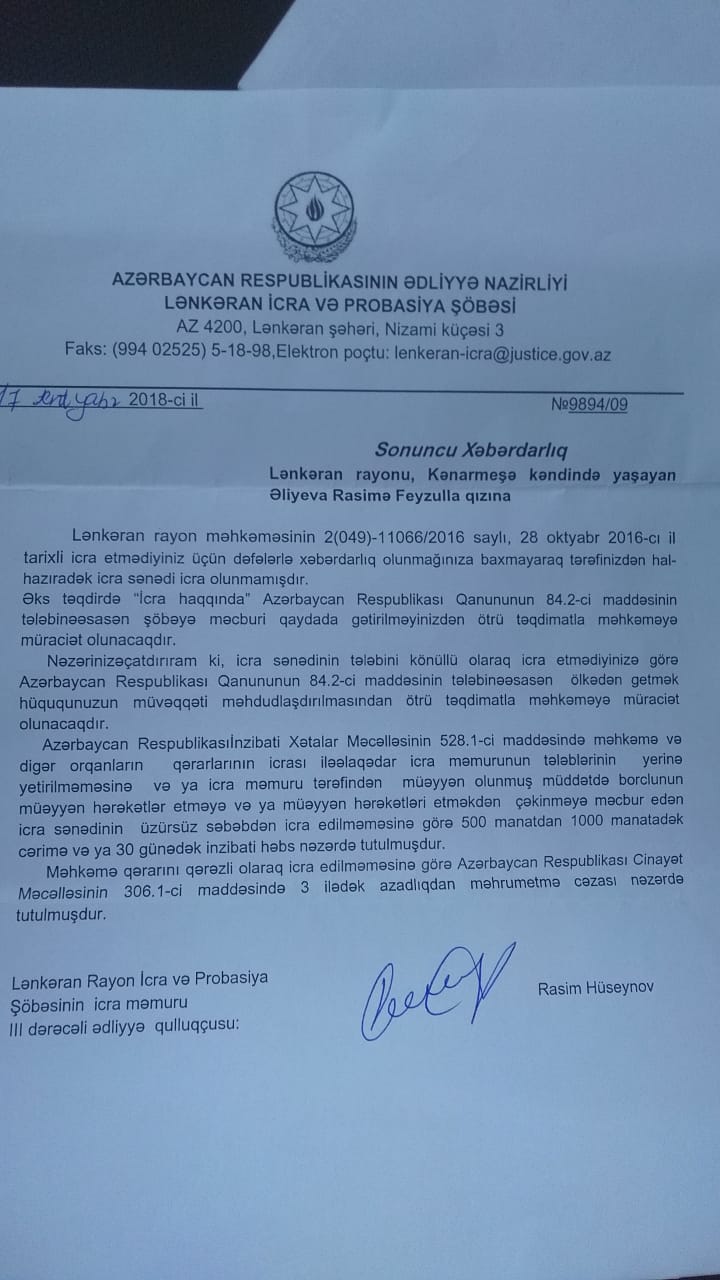 AZƏRBAYCAN RESPUBLİKASININ ƏDLİYYƏ NAZİRLİYİ
LƏNKƏRAN İCRA VƏ PROBASİYA ŞÖBƏSİ
AZ 4200, Lənkəran şəhəri, Nizami küçəsi 3
Faks: (994 02525) 5-18-98,Elektron poçtu: lenkeran-icra@justice.gov.az
17 2018-ci il №9894/09
Sonuncu Xəbərdarlıq
Lənkəran rayonu, Kənarmeşə kəndində yaşayan
Əliyeva Rasimə Feyzulla qızına
Lənkəran rayon məhkəməsinin 2(049)-11066/2016 saylı, 28 oktyabr 2016-cı il
tarixli icra etmədiyiniz üçün dəfələrlə xəbərdarlıq olunmağınıza baxmayaraq tərəfinizdən hal-
hazıradək icra sənədi icra olunmamışdır.
Əks təqdirdə “İcra haqqında” Azərbaycan Respublikası Qanununun 84.2-ci maddəsinin
tələbinəəsasən şöbəyə məcburi qaydada gətirilməyinizdən ötrü təqdimatla məhkəməyə
müraciət olunacaqdır.
Nəzərinizəçatdırıram ki, icra sənədinin tələbini könüllü olaraq icra etmədiyinizə görə
Azərbaycan Respublikası Qanununun 84.2-ci maddəsinin tələbinəəsasən ölkədən getmək
hüququnuzun müvəqqəti məhdudlaşdırılmasından ötrü təqdimatla məhkəməyə müraciət
olunacaqdır.
Azərbaycan Respublikasıİnzibati Xətalar Məcəlləsinin 528.1-ci maddəsində məhkəmə və
digər orqanların qərarlarının icrası iləəlaqədar icra məmurunun tələblərinin yerinə
yetirilməməsinə və ya icra məmuru tərəfindən müəyyən olunmuş müddətdə borclunun
müəyyən hərəkətlər etməyə və ya müəyyən hərəkətləri etməkdən çəkinməyə məcbur edən
icra sənədinin üzürsüz səbəbdən icra edilməməsinə görə 500 manatdan 1000 manatadək
cərimə və ya 30 günədək inzibati həbs nəzərdə tutulmuşdur.
Məhkəmə qərarını qərəzli olaraq icra edilməməsinə görə Azərbaycan Respublikası Cinayət
Məcəlləsinin 306.1-ci maddəsində 3 ilədək azadlıqdan məhrumetmə cəzası nəzərdə
tutulmuşdur.
Lənkəran Rayon İcra və Probasiya
Şöbəsinin icra məmuru
III dərəcəli ədliyyə qulluqçusu:
Rasim Hüseynov